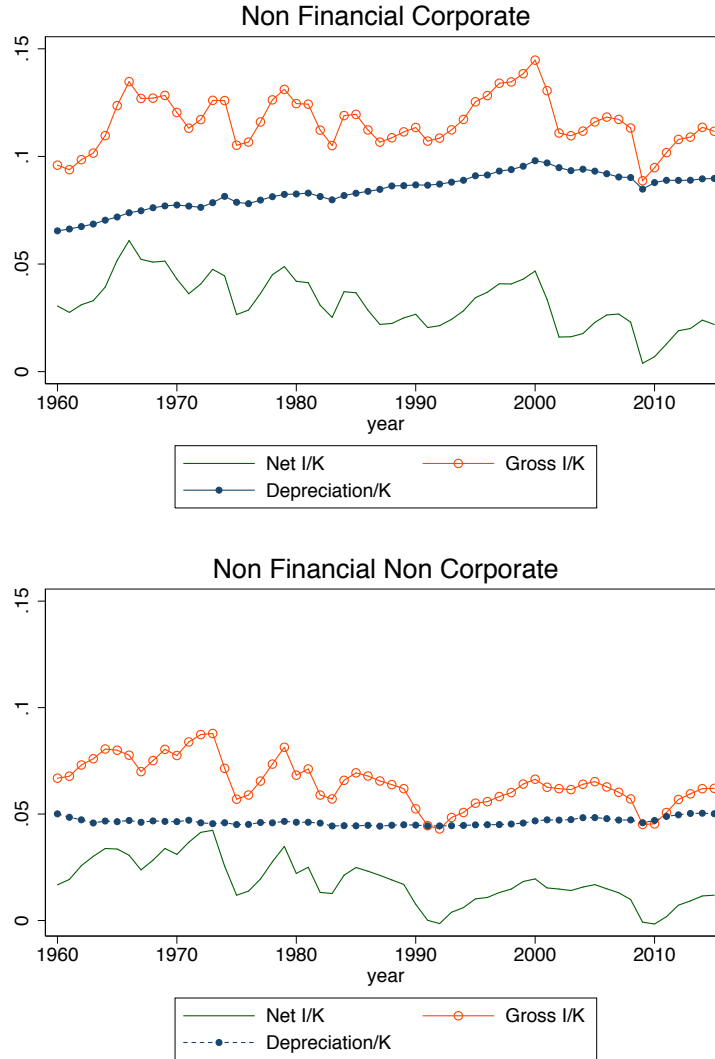 Non Financial Corporate
.15
.1
.05
0
1960 1970 1980 1990 2000 2010
year
Net I/K Gross I/K
Depreciation/K
Non Financial Non Corporate
.15
.1
.05
0
1960 1970 1980 1990 2000 2010
year
Net I/K Gross I/K
Depreciation/K